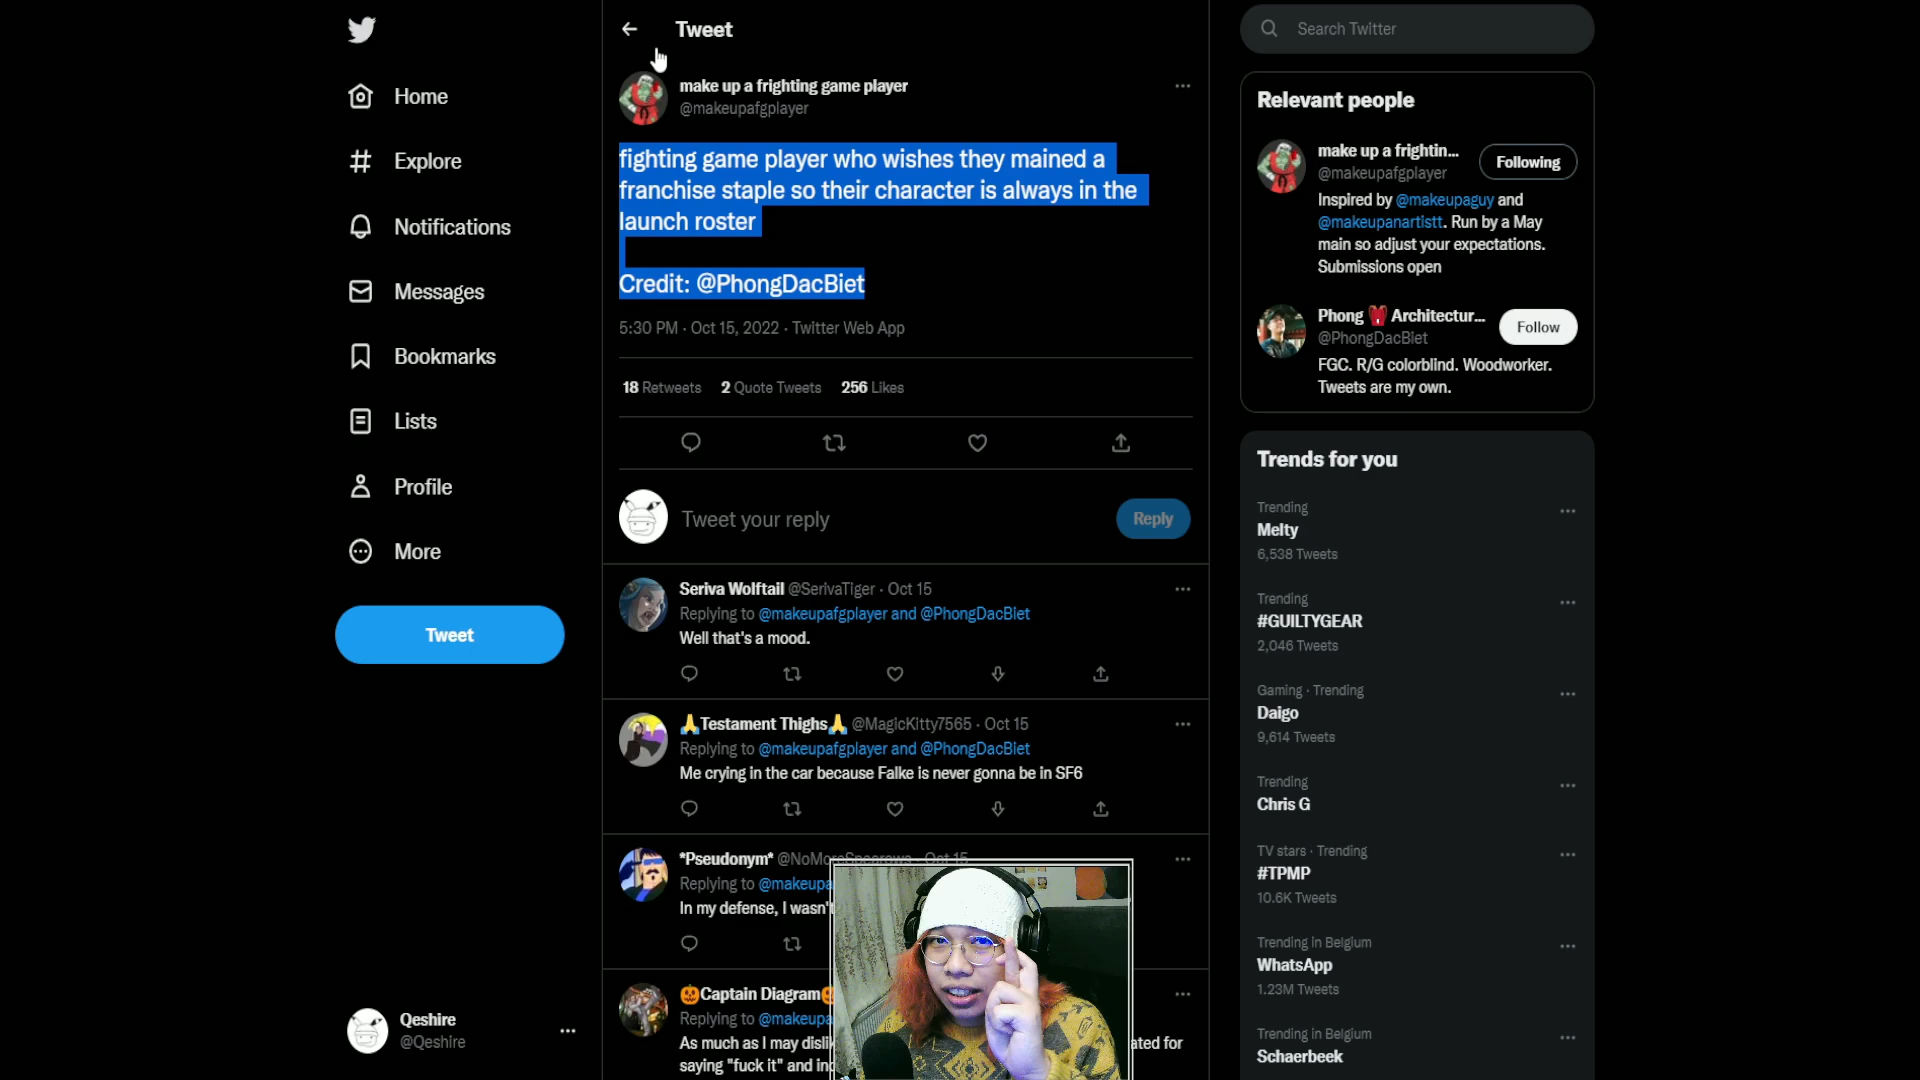 Home
Explore
Notifications
Messages
Bookmarks
Lists
Profile
More
Tweet
Qeshire
@Qeshire
Tweet
make up a frighting game player
@makeupafgplayer
fighting game player who wishes they mained a
franchise staple so their character is always in the
launch roster
Credit: @PhongDacBiet
5:30 PM · Oct 15, 2022 · Twitter Web App
18 Retweets 2 Quote Tweets 256 Likes
Tweet your reply
Reply
Seriva Wolftail @SerivaTiger · Oct 15
Replying to @makeupafgplayer and @PhongDacBiet
Well that's a mood.
🙏Testament Thighs🙏 @MagicKitty7565 · Oct 15
Replying to @makeupafgplayer and @PhongDacBiet
Me crying in the car because Falke is never gonna be in SF6
*Pseudonym* @NoMoreSpearows · Oct 15
Replying to @makeupa
In my defense, I wasn't
🎃Captain Diagram
Replying to @makeupa
As much as I may disli ated for
saying "fuck it" and in
Search Twitter
Relevant people
make up a frightin...
@makeupafgplayer
Following
Inspired by @makeupaguy and
@makeupanartistt. Run by a May
main so adjust your expectations.
Submissions open
Phong Architectur...
@PhongDacBiet
Follow
FGC. R/G colorblind. Woodworker.
Tweets are my own.
Trends for you
Trending
Melty
6,538 Tweets
Trending
#GUILTYGEAR
2,046 Tweets
Gaming · Trending
Daigo
9,614 Tweets
Trending
Chris G
TV stars · Trending
#TPMP
10.6K Tweets
Trending in Belgium
WhatsApp
1.23M Tweets
Trending in Belgium
Schaerbeek